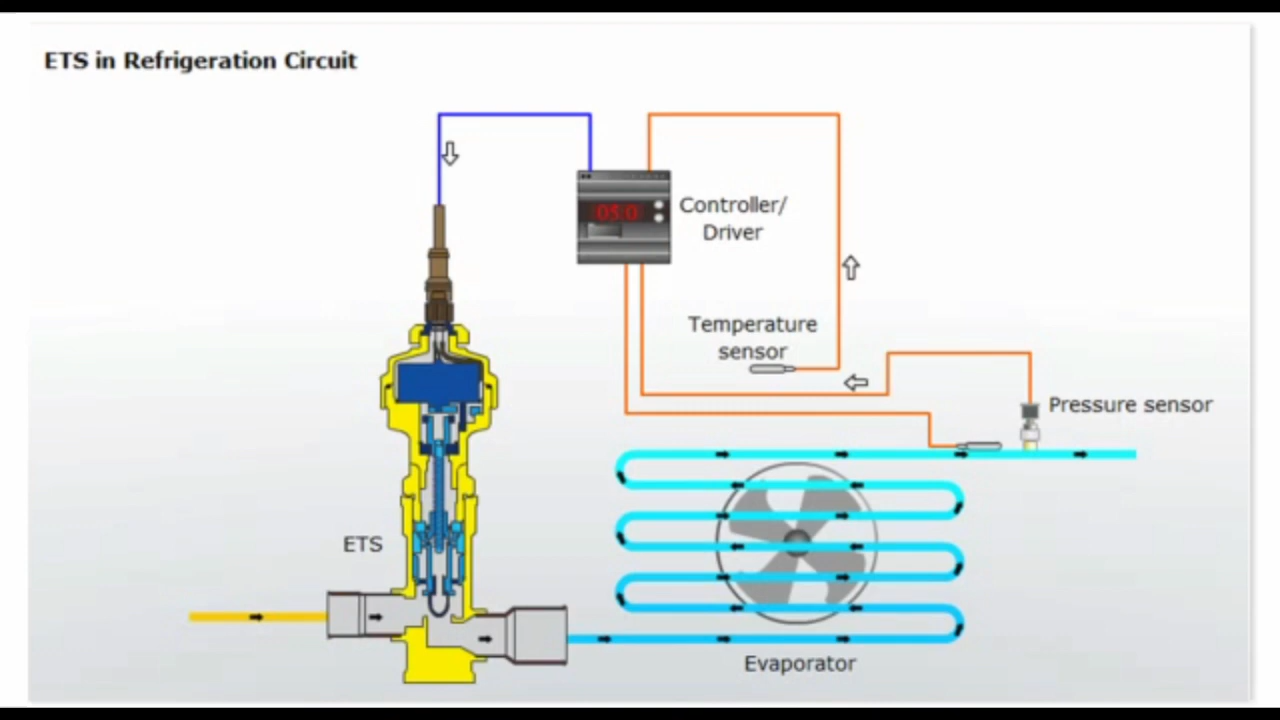 ETS in Refrigeration Circuit
Controller/
Driver
05.0
Temperature
sensor
Pressure sensor
ETS
Evaporator